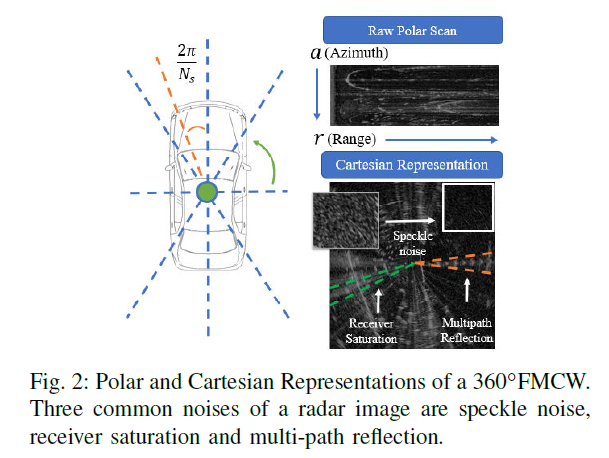 2π
N_s
Raw Polar Scan
a (Azimuth)
r (Range)
Cartesian Representation
Speckle
noise
Receiver
Saturation
Multipath
Reflection
Fig. 2: Polar and Cartesian Representations of a 360°FMCW.
Three common noises of a radar image are speckle noise,
receiver saturation and multi-path reflection.